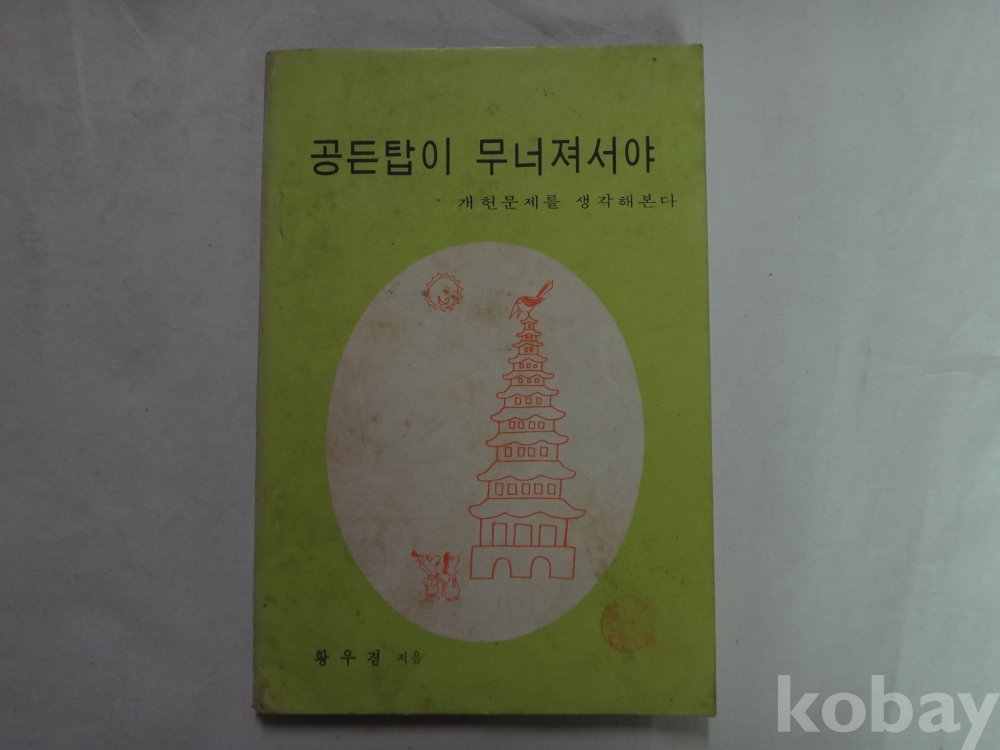 공든탑이 무너져서야
개헌문제를 생각해본다
황우겸 지음
kobay